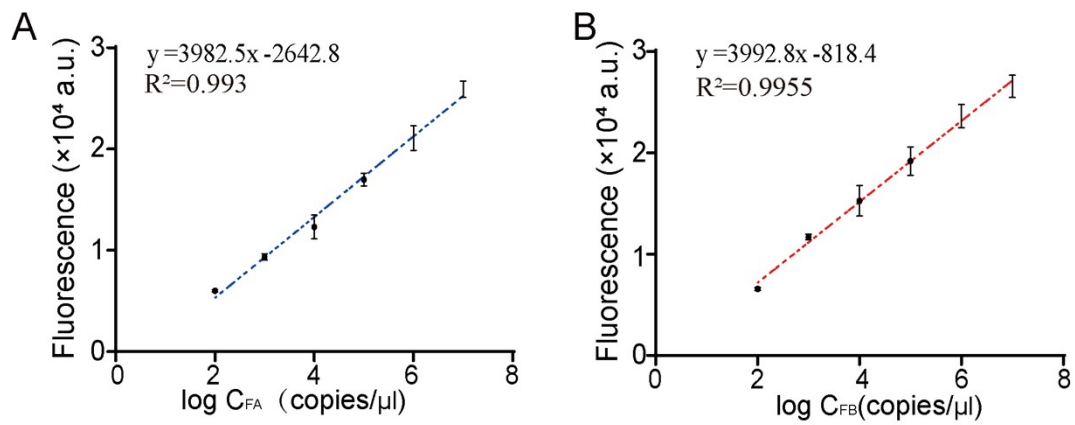 A
y=3982.5x-2642.8
R²=0.993
Fluorescence (×10⁴ a.u.)
3
2
1
0
0 2 4 6 8
log CFA (copies/μl)
B
y=3992.8x-818.4
R²=0.9955
Fluorescence (×10⁴ a.u.)
3
2
1
0
0 2 4 6 8
log CFB(copies/μl)